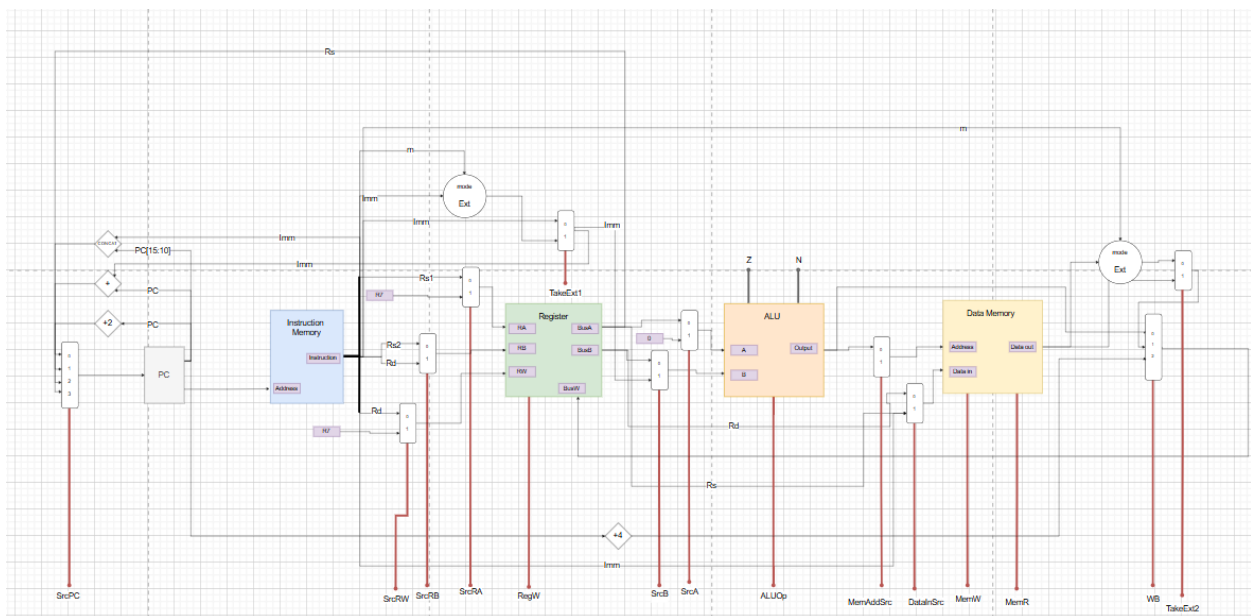 Rs
m
m
mode
Ext
Imm
Imm
Imm
Imm
CONCAT
PC[15:10]
Imm
Z
N
mode
Ext
+
PC
Rs1
TakeExt1
0
1
0
1
0
1
+2
PC
R7
Register
ALU
Data Memory
Instruction
Memory
RA
BusA
0
1
0
Rs2
0
1
RB
BusB
A
Output
0
1
Address
Data out
0
1
2
0
1
2
3
PC
Instruction
Rd
RW
0
1
B
Data in
Address
BusW
0
1
Rd
0
1
R7
Rd
Rs
+4
Imm
SrcPC
SrcRW
SrcRB
SrcRA
RegW
SrcB
SrcA
ALUOp
MemAddSrc
DataInSrc
MemW
MemR
WB
TakeExt2